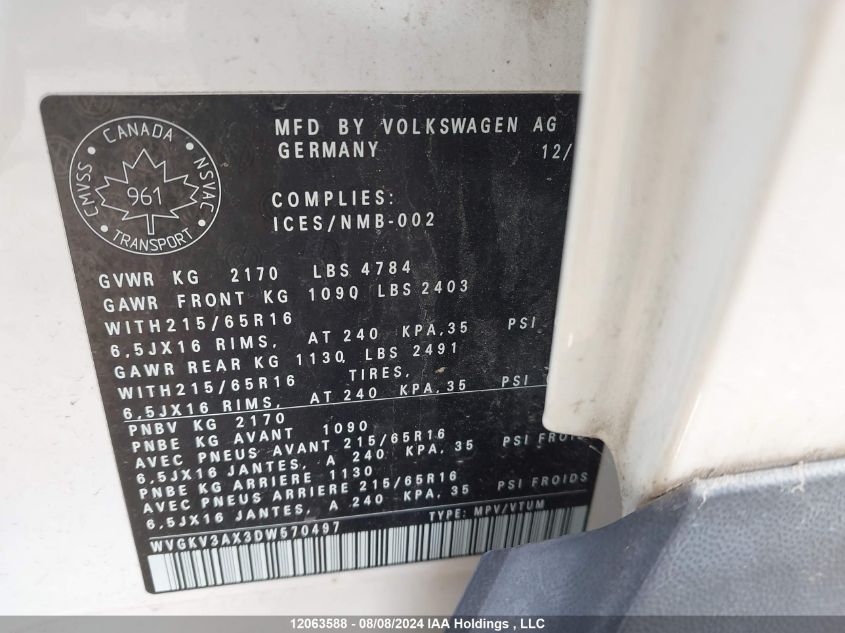 CANADA
CMVSS 961 NSVAC
TRANSPORT
MFD BY VOLKSWAGEN AG
GERMANY 12/
COMPLIES:
ICES/NMB-002
GVWR KG 2170 LBS 4784
GAWR FRONT KG 1090 LBS 2403
WITH215/65R16
6,5JX16 RIMS, AT 240 KPA,35 PSI
GAWR REAR KG 1130 LBS 2491
WITH215/65R16 TIRES,
6,5JX16 RIMS, AT 240 KPA,35 PSI
PNBV KG 2170
PNBE KG AVANT 1090
AVEC PNEUS AVANT 215/65R16
6,5JX16 JANTES, A 240 KPA, 35 PSI FROIDS
PNBE KG ARRIERE 1130
AVEC PNEUS ARRIERE 215/65R16
6,5JX16 JANTES, A 240 KPA, 35 PSI FROIDS
WVGKV3AX3DW570497 TYPE: MPV/VTUM
12063588 - 08/08/2024 IAA Holdings , LLC